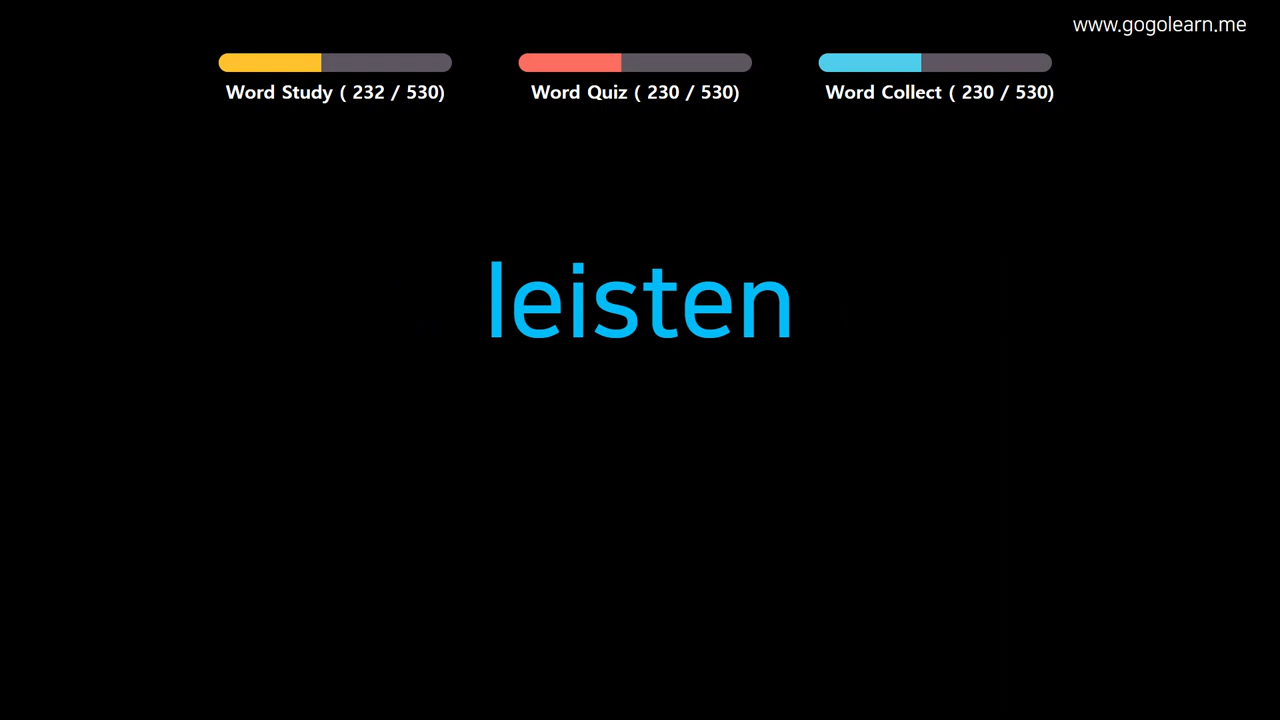 www.gogolearn.me
Word Study ( 232 / 530)
Word Quiz ( 230 / 530)
Word Collect ( 230 / 530)
leisten